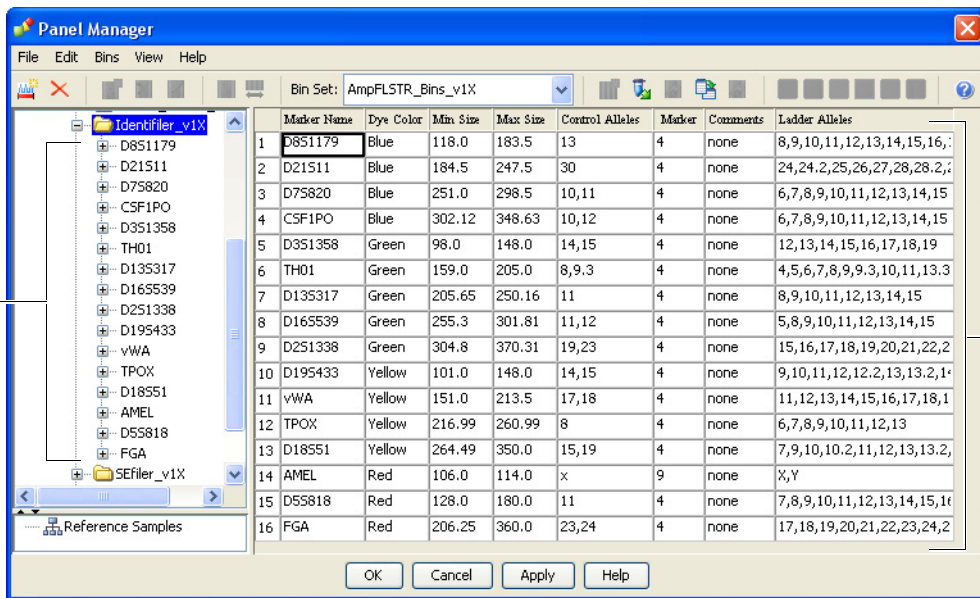 Panel Manager
File Edit Bins View Help
Bin Set: AmpFLSTR_Bins_v1X
Identifiler_v1X
D8S1179
D21S11
D7S820
CSF1PO
D3S1358
TH01
D13S317
D16S539
D2S1338
D19S433
vWA
TPOX
D18S51
AMEL
D5S818
FGA
SEfiler_v1X
Reference Samples
Marker Name Dye Color Min Size Max Size Control Alleles Marker Comments Ladder Alleles
1 D8S1179 Blue 118.0 183.5 13 4 none 8,9,10,11,12,13,14,15,16,
2 D21S11 Blue 184.5 247.5 30 4 none 24,24.2,25,26,27,28,28.2,
3 D7S820 Blue 251.0 298.5 10,11 4 none 6,7,8,9,10,11,12,13,14,15
4 CSF1PO Blue 302.12 348.63 10,12 4 none 6,7,8,9,10,11,12,13,14,15
5 D3S1358 Green 98.0 148.0 14,15 4 none 12,13,14,15,16,17,18,19
6 TH01 Green 159.0 205.0 8,9.3 4 none 4,5,6,7,8,9,9.3,10,11,13.3
7 D13S317 Green 205.65 250.16 11 4 none 8,9,10,11,12,13,14,15
8 D16S539 Green 255.3 301.81 11,12 4 none 5,8,9,10,11,12,13,14,15
9 D2S1338 Green 304.8 370.31 19,23 4 none 15,16,17,18,19,20,21,22,2
10 D19S433 Yellow 101.0 148.0 14,15 4 none 9,10,11,12,12.2,13,13.2,1
11 vWA Yellow 151.0 213.5 17,18 4 none 11,12,13,14,15,16,17,18,1
12 TPOX Yellow 216.99 260.99 8 4 none 6,7,8,9,10,11,12,13
13 D18S51 Yellow 264.49 350.0 15,19 4 none 7,9,10,10.2,11,12,13,13.2,
14 AMEL Red 106.0 114.0 x 9 none X,Y
15 D5S818 Red 128.0 180.0 11 4 none 7,8,9,10,11,12,13,14,15,16
16 FGA Red 206.25 360.0 23,24 4 none 17,18,19,20,21,22,23,24,2
OK Cancel Apply Help